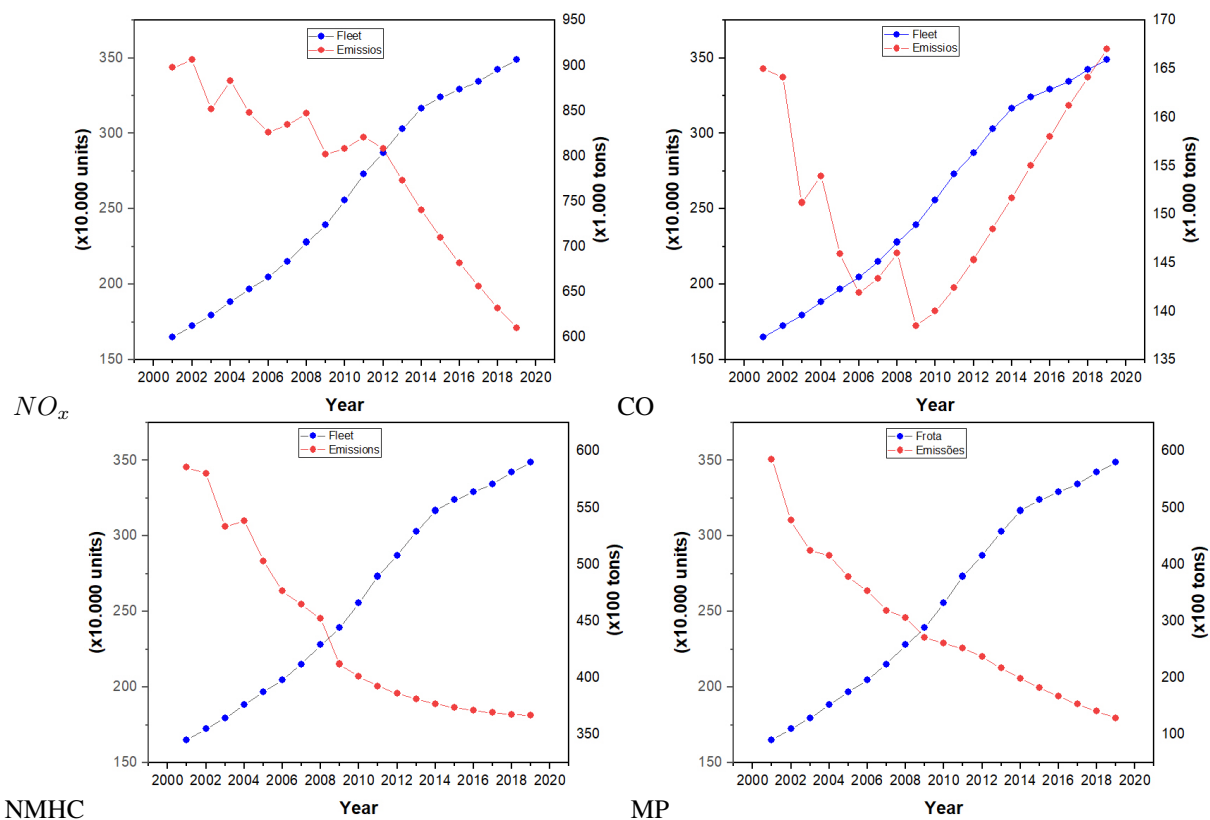 Fleet
Emissios
350
300
250
200
150
(x10.000 units)
950
900
850
800
750
700
650
600
(x1.000 tons)
2000 2002 2004 2006 2008 2010 2012 2014 2016 2018 2020
Year
NOx
Fleet
Emissios
350
300
250
200
150
(x10.000 units)
170
165
160
155
150
145
140
135
(x1.000 tons)
2000 2002 2004 2006 2008 2010 2012 2014 2016 2018 2020
Year
CO
Fleet
Emissions
350
300
250
200
150
(x10.000 units)
600
550
500
450
400
350
(x100 tons)
2000 2002 2004 2006 2008 2010 2012 2014 2016 2018 2020
Year
NMHC
Frota
Emissões
350
300
250
200
150
(x10.000 units)
600
500
400
300
200
100
(x100 tons)
2000 2002 2004 2006 2008 2010 2012 2014 2016 2018 2020
Year
MP